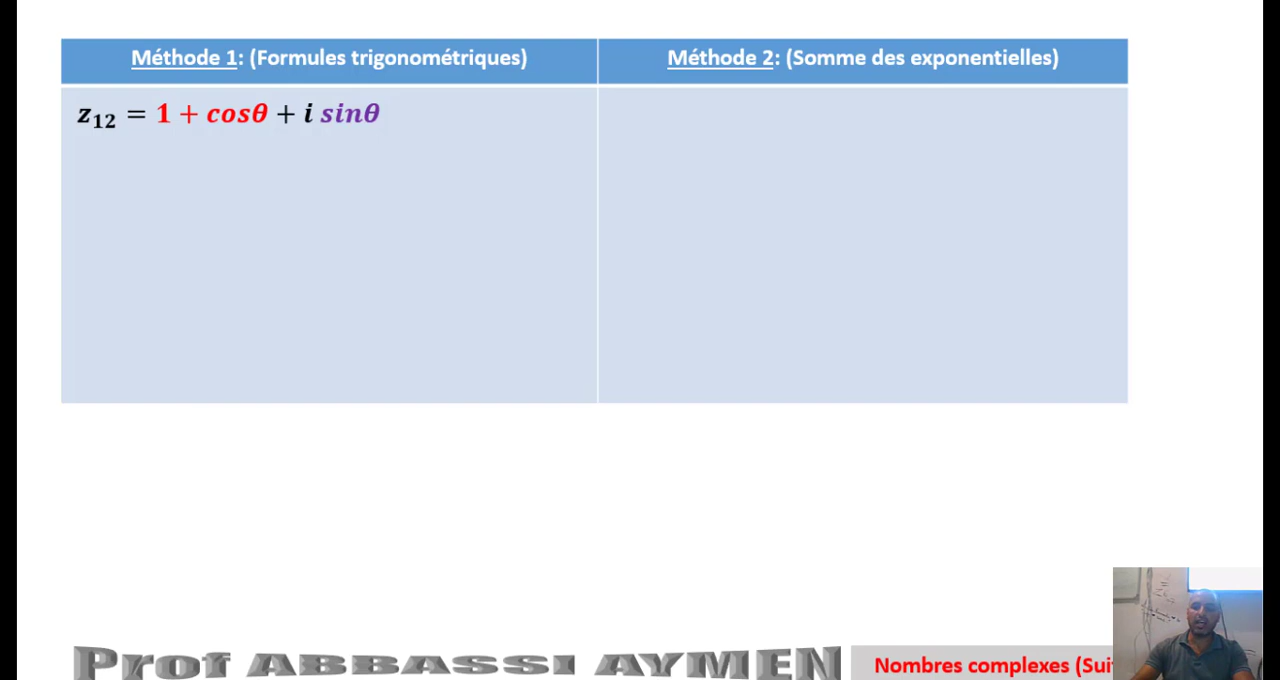 Méthode 1: (Formules trigonométriques)
Méthode 2: (Somme des exponentielles)
z₁₂ = 1 + cosθ + i sinθ
Prof ABBASSI AYMEN
Nombres complexes (Sui